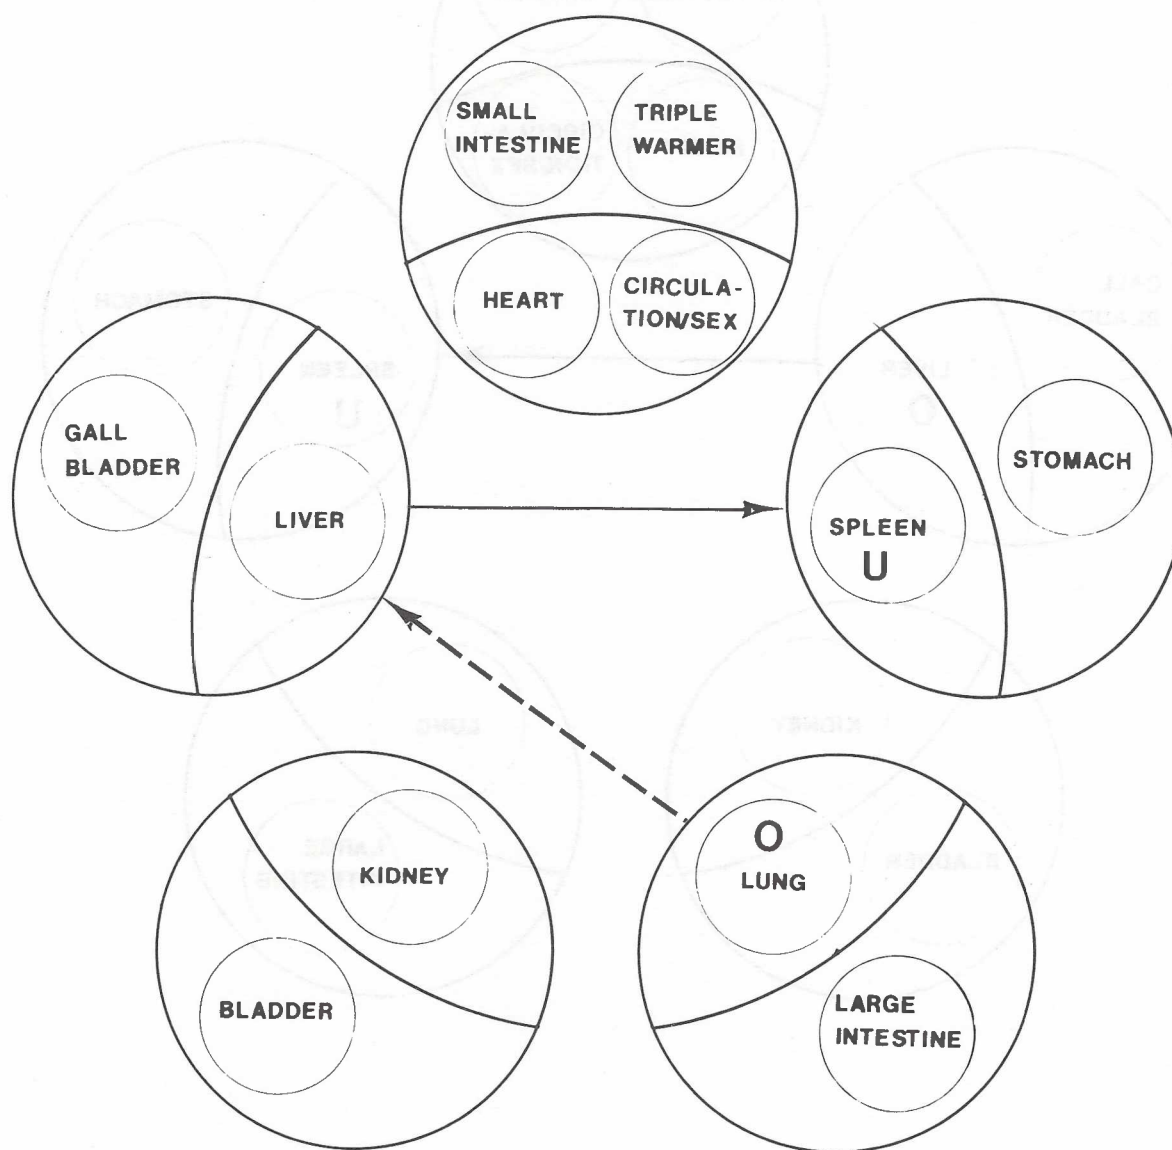 SMALL
INTESTINE
TRIPLE
WARMER
HEART
CIRCULA-
TION/SEX
GALL
BLADDER
LIVER
SPLEEN
U
STOMACH
KIDNEY
BLADDER
O
LUNG
LARGE
INTESTINE